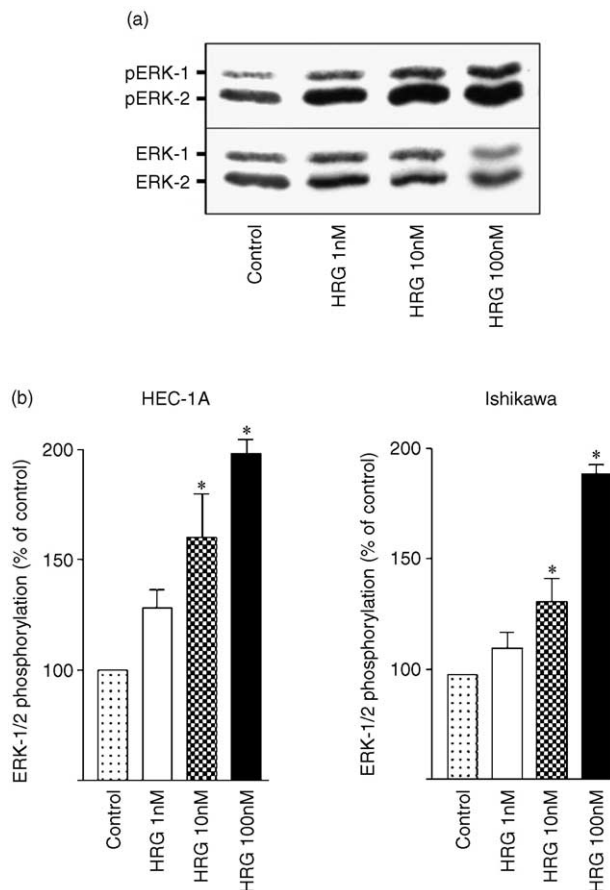 (a)
pERK-1
pERK-2
ERK-1
ERK-2
Control
HRG 1nM
HRG 10nM
HRG 100nM
(b)
HEC-1A
ERK-1/2 phosphorylation (% of control)
200
150
100
*
*
Control
HRG 1nM
HRG 10nM
HRG 100nM
Ishikawa
ERK-1/2 phosphorylation (% of control)
200
150
100
*
*
Control
HRG 1nM
HRG 10nM
HRG 100nM